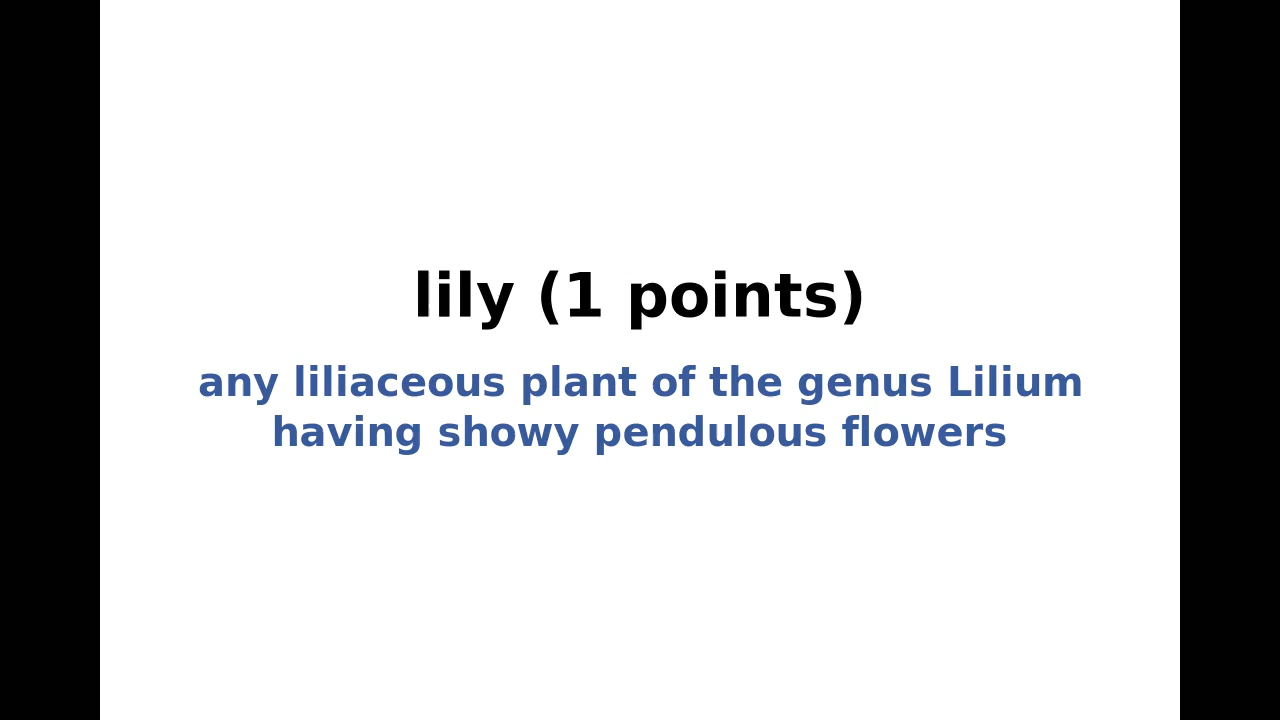 lily (1 points)
any liliaceous plant of the genus Lilium
having showy pendulous flowers